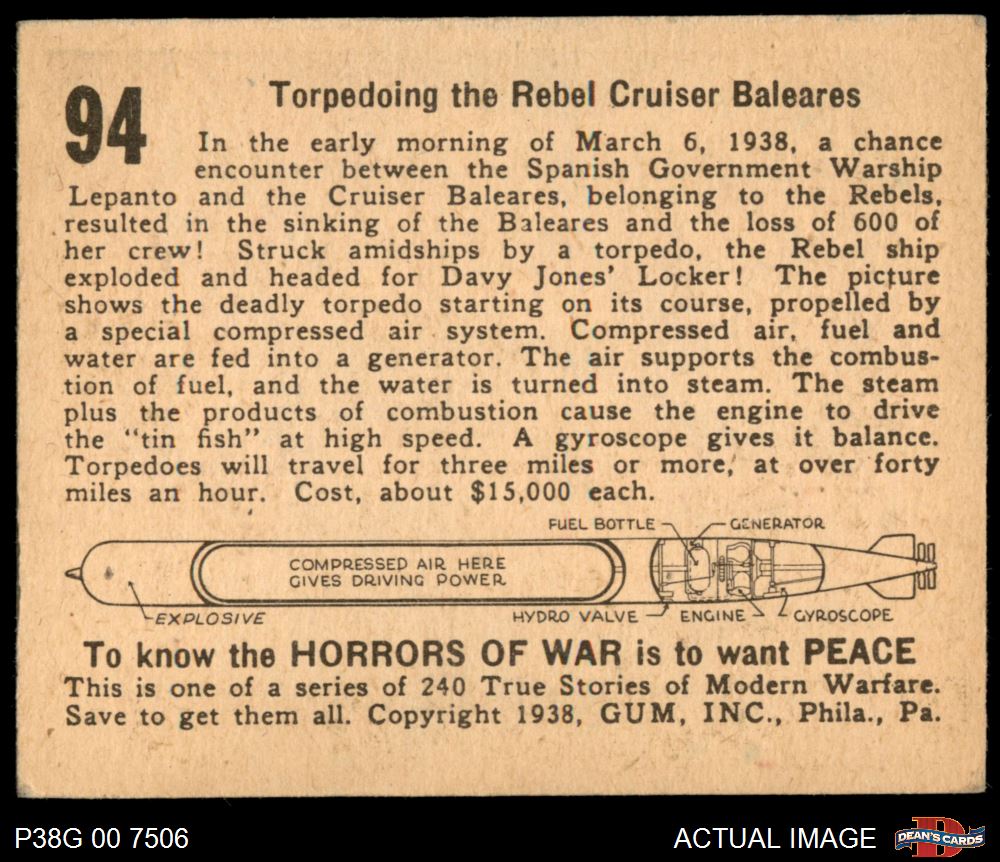 94
Torpedoing the Rebel Cruiser Baleares
In the early morning of March 6, 1938, a chance
encounter between the Spanish Government Warship
Lepanto and the Cruiser Baleares, belonging to the Rebels,
resulted in the sinking of the Baleares and the loss of 600 of
her crew! Struck amidships by a torpedo, the Rebel ship
exploded and headed for Davy Jones' Locker! The picture
shows the deadly torpedo starting on its course, propelled by
a special compressed air system. Compressed air, fuel and
water are fed into a generator. The air supports the combus-
tion of fuel, and the water is turned into steam. The steam
plus the products of combustion cause the engine to drive
the "tin fish" at high speed. A gyroscope gives it balance.
Torpedoes will travel for three miles or more, at over forty
miles an hour. Cost, about $15,000 each.
FUEL BOTTLE GENERATOR
COMPRESSED AIR HERE
GIVES DRIVING POWER
EXPLOSIVE HYDRO VALVE ENGINE GYROSCOPE
To know the HORRORS OF WAR is to want PEACE
This is one of a series of 240 True Stories of Modern Warfare.
Save to get them all. Copyright 1938, GUM, INC., Phila., Pa.
P38G 00 7506 ACTUAL IMAGE DEAN'S CARDS